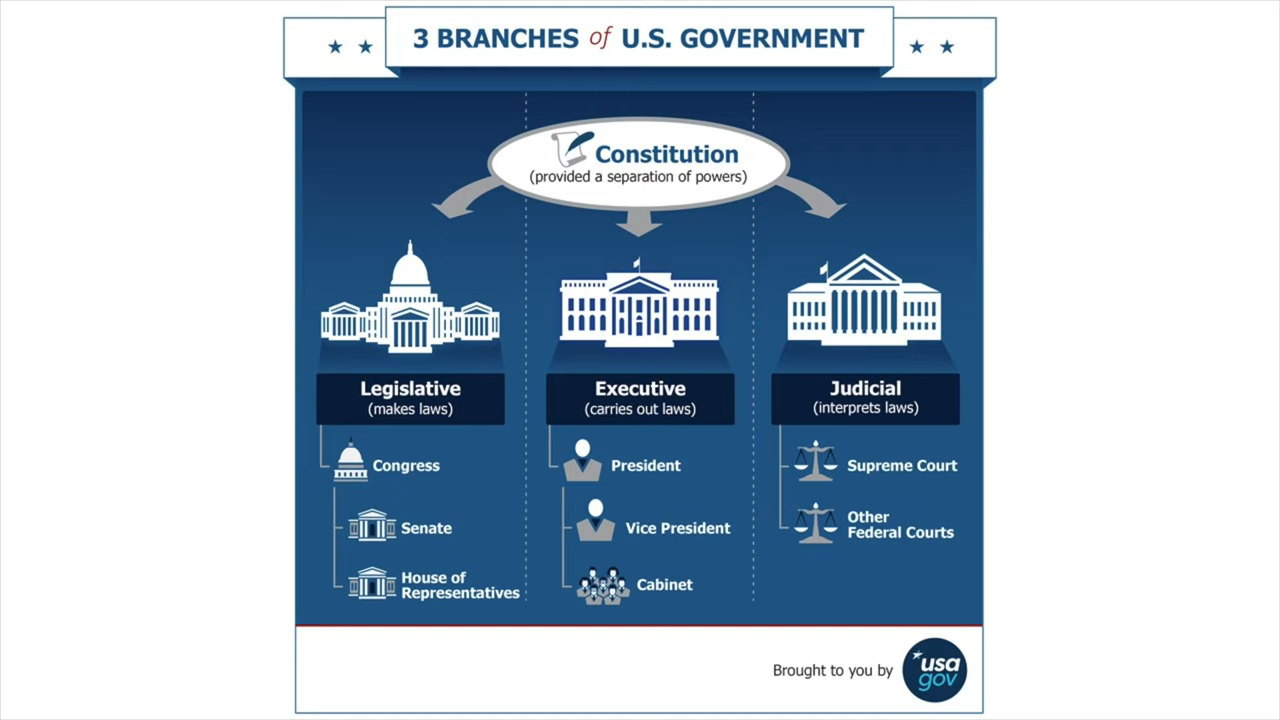 3 BRANCHES of U.S. GOVERNMENT
Constitution
(provided a separation of powers)
Legislative
(makes laws)
Congress
Senate
House of
Representatives
Executive
(carries out laws)
President
Vice President
Cabinet
Judicial
(interprets laws)
Supreme Court
Other
Federal Courts
Brought to you by
usa
gov